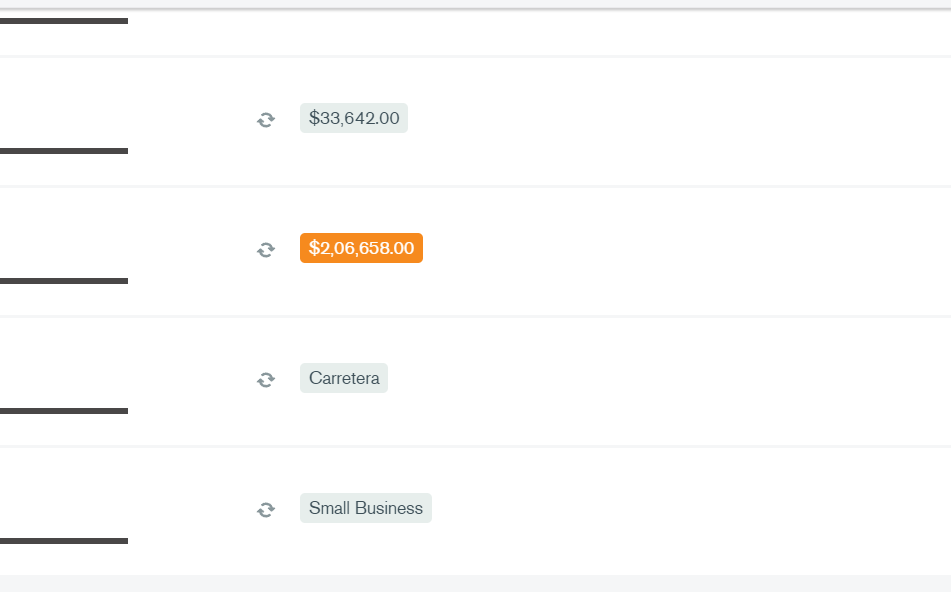 $33,642.00
$2,06,658.00
Carretera
Small Business